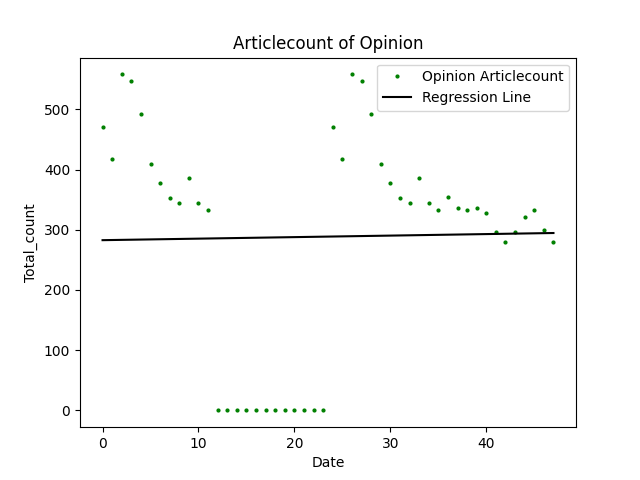 Articlecount of Opinion
Opinion Articlecount
Regression Line
Total_count
500
400
300
200
100
0
0 10 20 30 40
Date